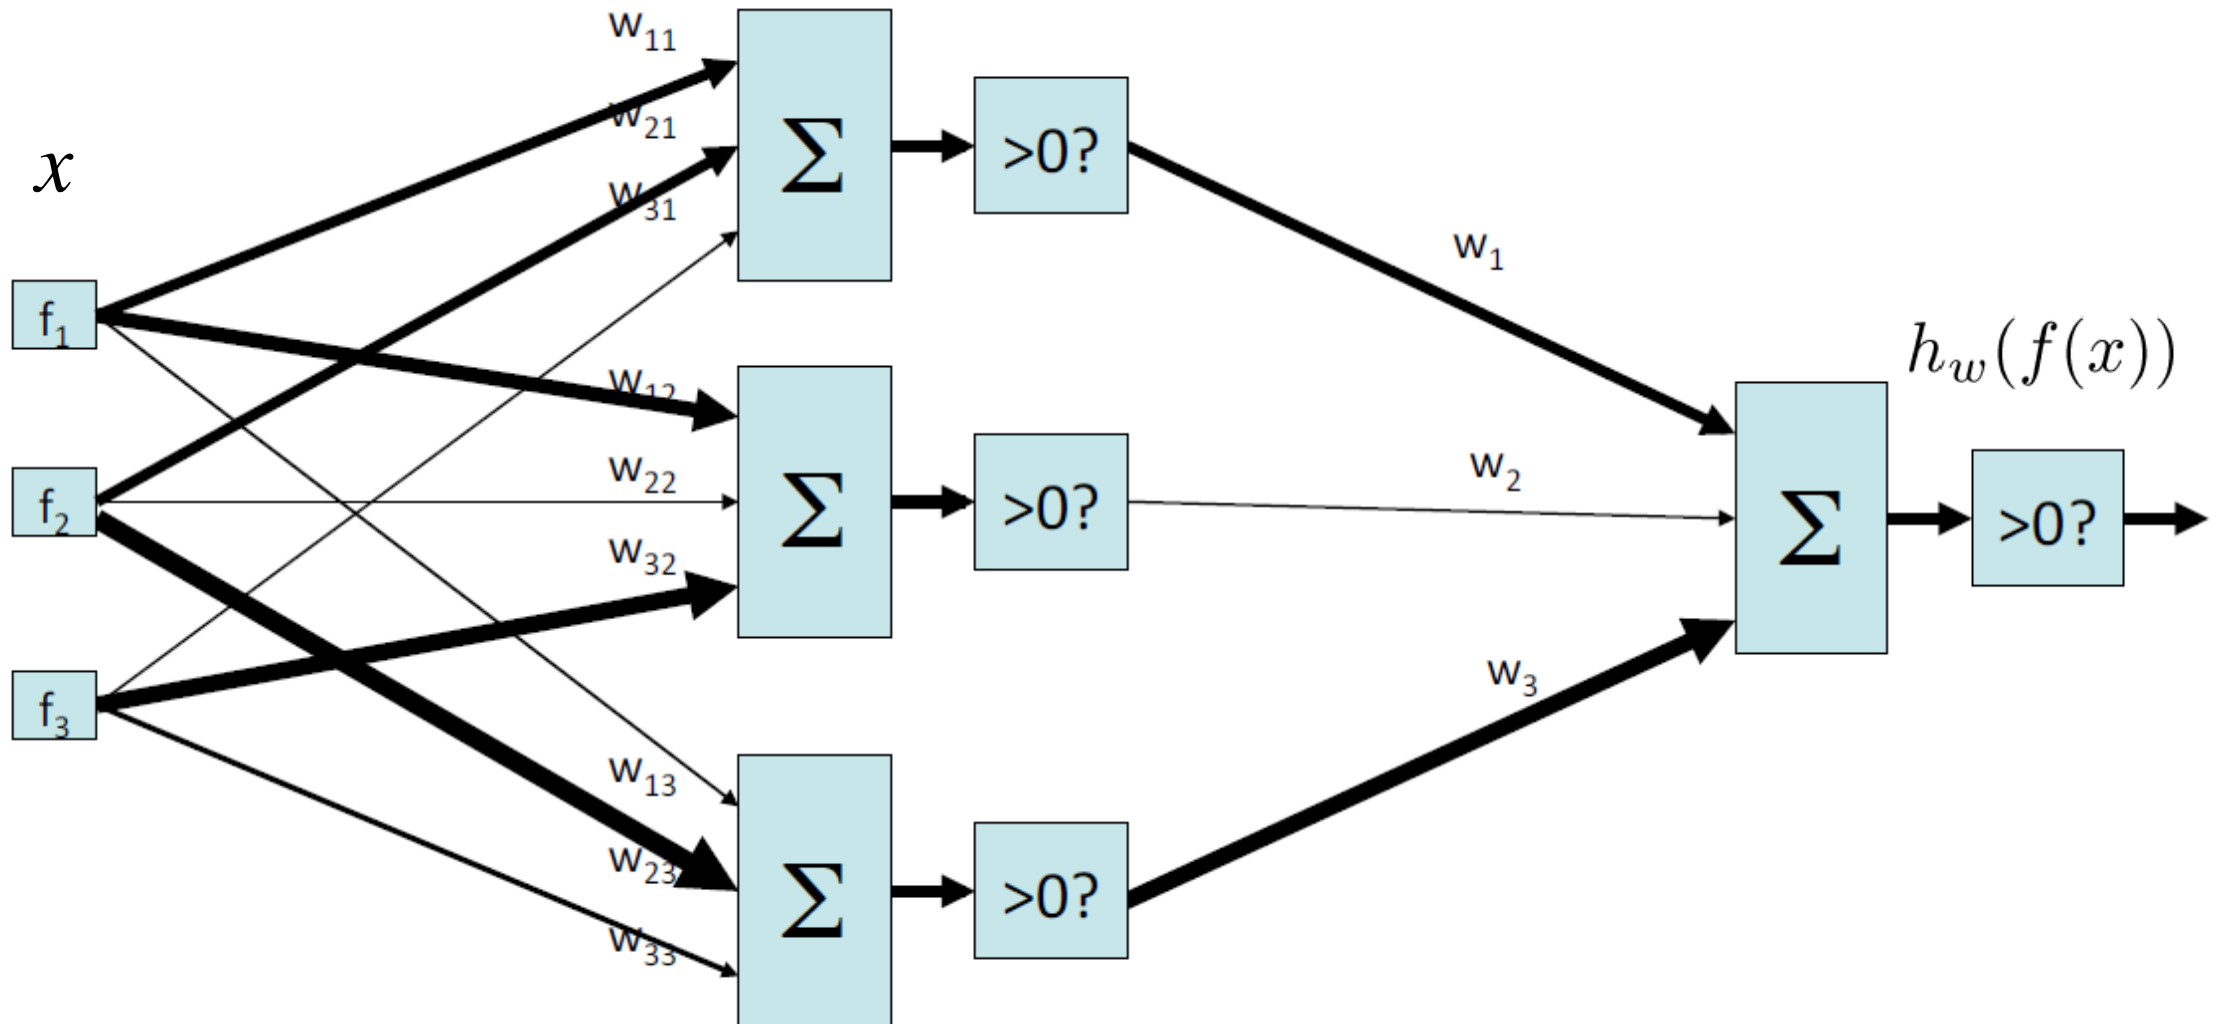 x
f₁
f₂
f₃
w₁₁
w₂₁
w₃₁
w₁₂
w₂₂
w₃₂
w₁₃
w₂₃
w₃₃
Σ
>0?
Σ
>0?
Σ
>0?
w₁
w₂
w₃
Σ
h_w(f(x))
>0?